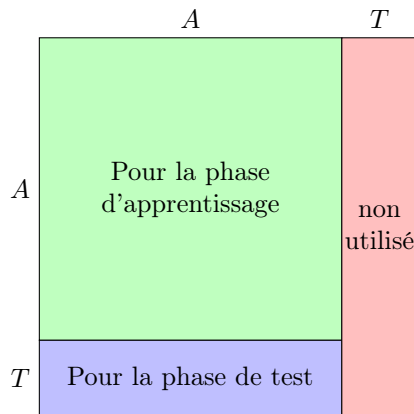 A
T
A
Pour la phase
d'apprentissage
non
utilisé
T
Pour la phase de test